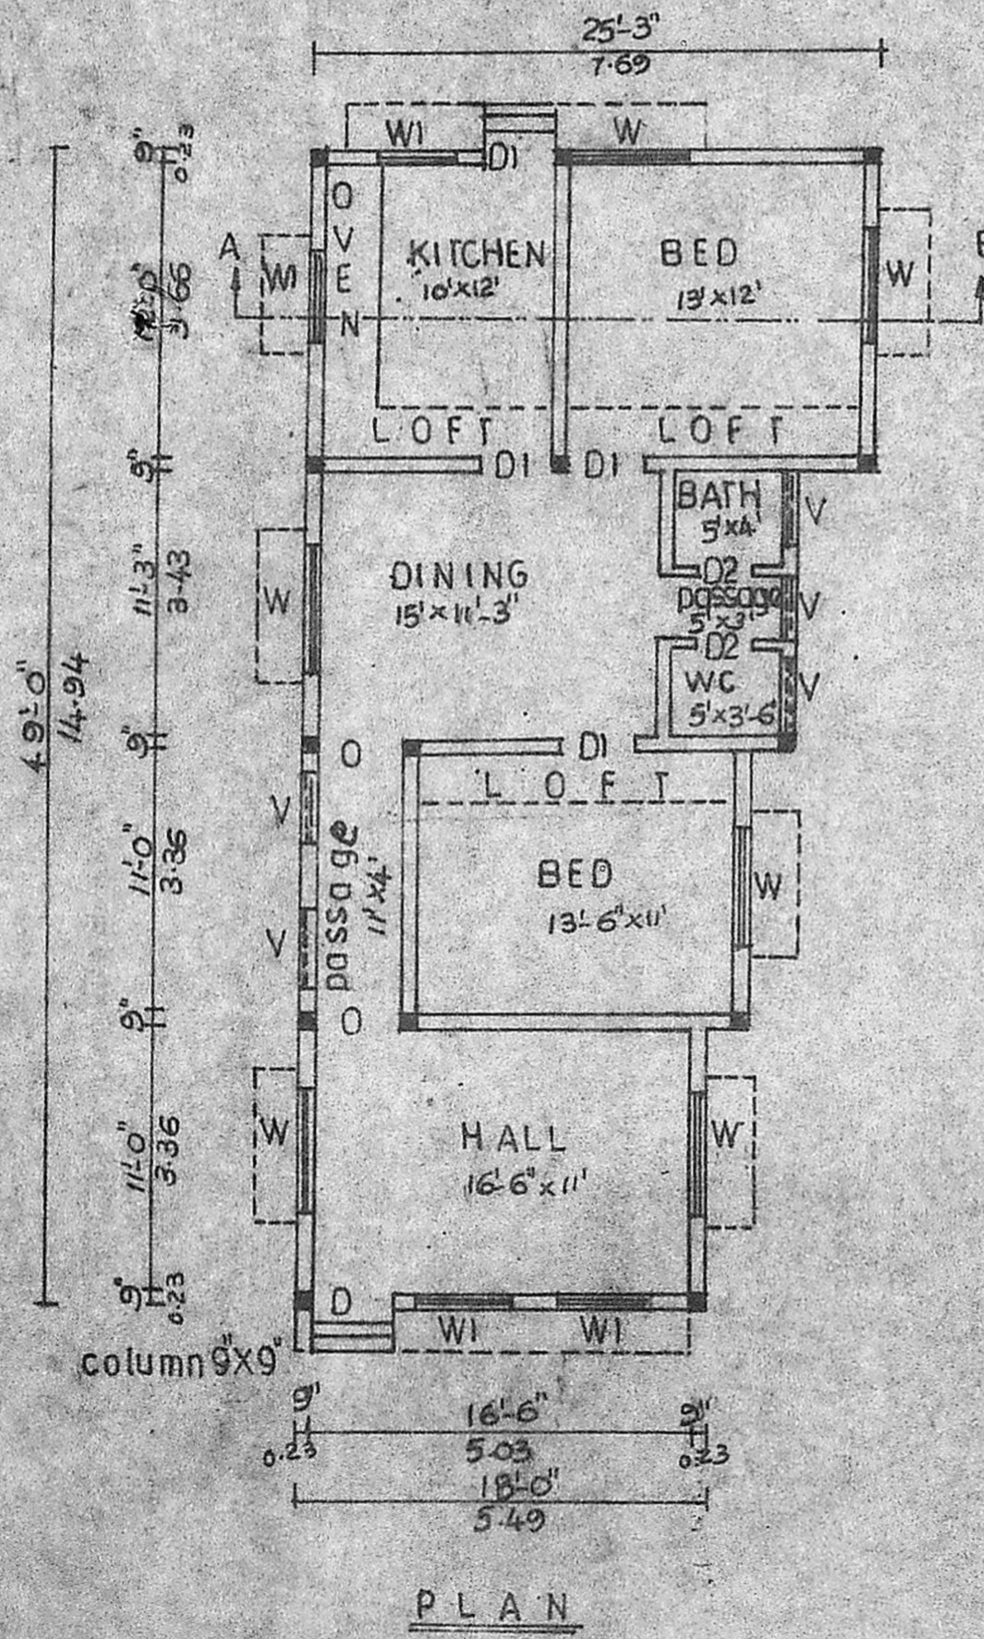 25'-3"
7.69
W1
W
D1
9"
0.23
O
V
E
N
KITCHEN
10'X12'
BED
13'X12'
A
W1
W
3.66
LOFT
LOFT
9"
D1
D1
BATH
5'X4'
V
D2
DINING
15'X11'-3"
W
11'-3"
3.43
passage
5'X3'
V
D2
WC
5'X3'-6"
V
49'-0"
14.94
9"
O
D1
LOFT
V
passage
11'X4'
BED
13'-6"X11'
W
11'-0"
3.36
V
9"
O
W
HALL
16'-6"X11'
W
11'-0"
3.36
9"
0.23
D
W1
W1
column 9"X9"
9"
0.23
16'-6"
5.03
9"
0.23
18'-0"
5.49
PLAN